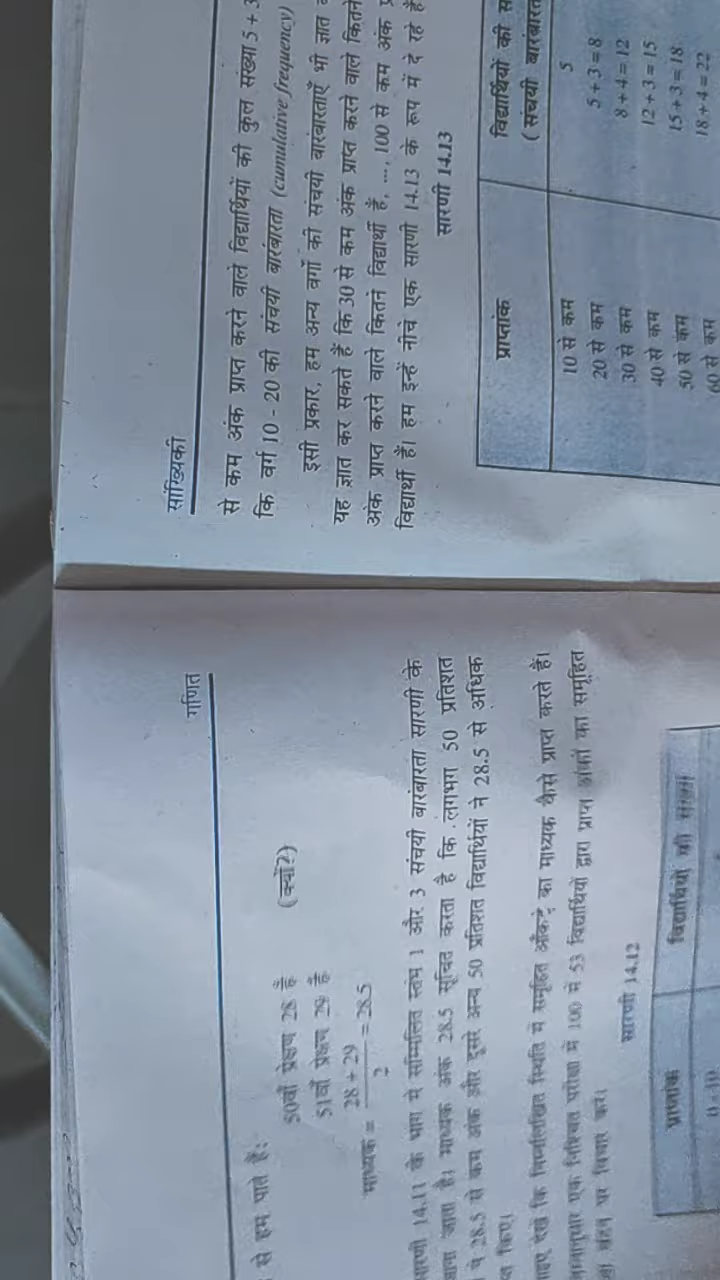 गणित
से हम पाते हैं:
50वाँ प्रेक्षण 28 है
51वाँ प्रेक्षण 29 है (क्यों?)
माध्यक = 28 + 29 / 2 = 28.5
सारणी 14.11 के भाग में सम्मिलित स्तंभ 1 और 3 संचयी बारंबारता सारणी के
जाता है। माध्यक अंक 28.5 सूचित करता है कि लगभग 50 प्रतिशत
ने 28.5 से कम अंक और दूसरे अन्य 50 प्रतिशत विद्यार्थियों ने 28.5 से अधिक
किए।
देखें कि निम्नलिखित स्थिति में समूहित आँकड़ें का माध्यक कैसे प्राप्त करते हैं।
एक निश्चित परीक्षा में 100 में 53 विद्यार्थियों द्वारा प्राप्त अंकों का समूहित
बंटन पर विचार करें।
सारणी 14.12
प्राप्तांक विद्यार्थियों की संख्या
0 - 10
सांख्यिकी
से कम अंक प्राप्त करने वाले विद्यार्थियों की कुल संख्या 5 + 3
कि वर्ग 10 - 20 की संचयी बारंबारता (cumulative frequency)
इसी प्रकार, हम अन्य वर्गों की संचयी बारंबारताएँ भी ज्ञात
यह ज्ञात कर सकते हैं कि 30 से कम अंक प्राप्त करने वाले कितने
अंक प्राप्त करने वाले कितने विद्यार्थी हैं, ..., 100 से कम अंक
विद्यार्थी हैं। हम इन्हें नीचे एक सारणी 14.13 के रूप में दे रहे हैं
सारणी 14.13
प्राप्तांक विद्यार्थियों की
(संचयी बारंबारत
10 से कम 5
20 से कम 5 + 3 = 8
30 से कम 8 + 4 = 12
40 से कम 12 + 3 = 15
50 से कम 15 + 3 = 18
60 से कम 18 + 4 = 22